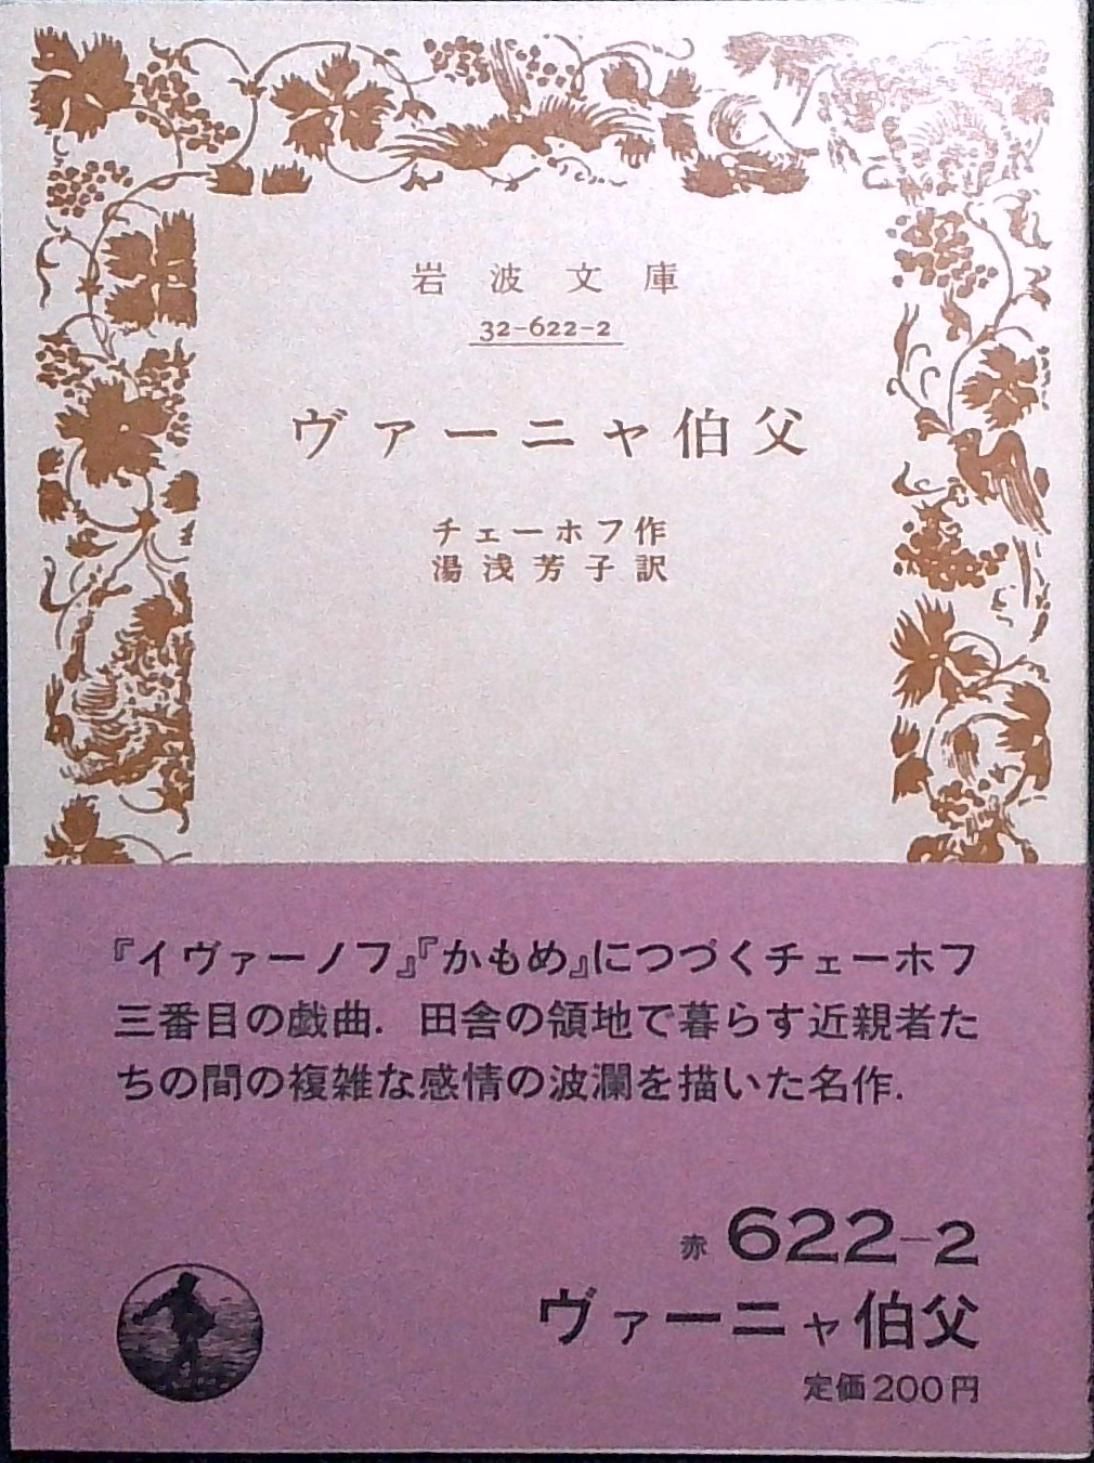 岩波文庫
32-622-2
ヴァーニャ伯父
チェーホフ作
湯浅芳子訳
『イヴァーノフ』『かもめ』につづくチェーホフ
三番目の戯曲. 田舎の領地で暮らす近親者た
ちの間の複雑な感情の波瀾を描いた名作.
赤 622-2
ヴァーニャ伯父
定価200円